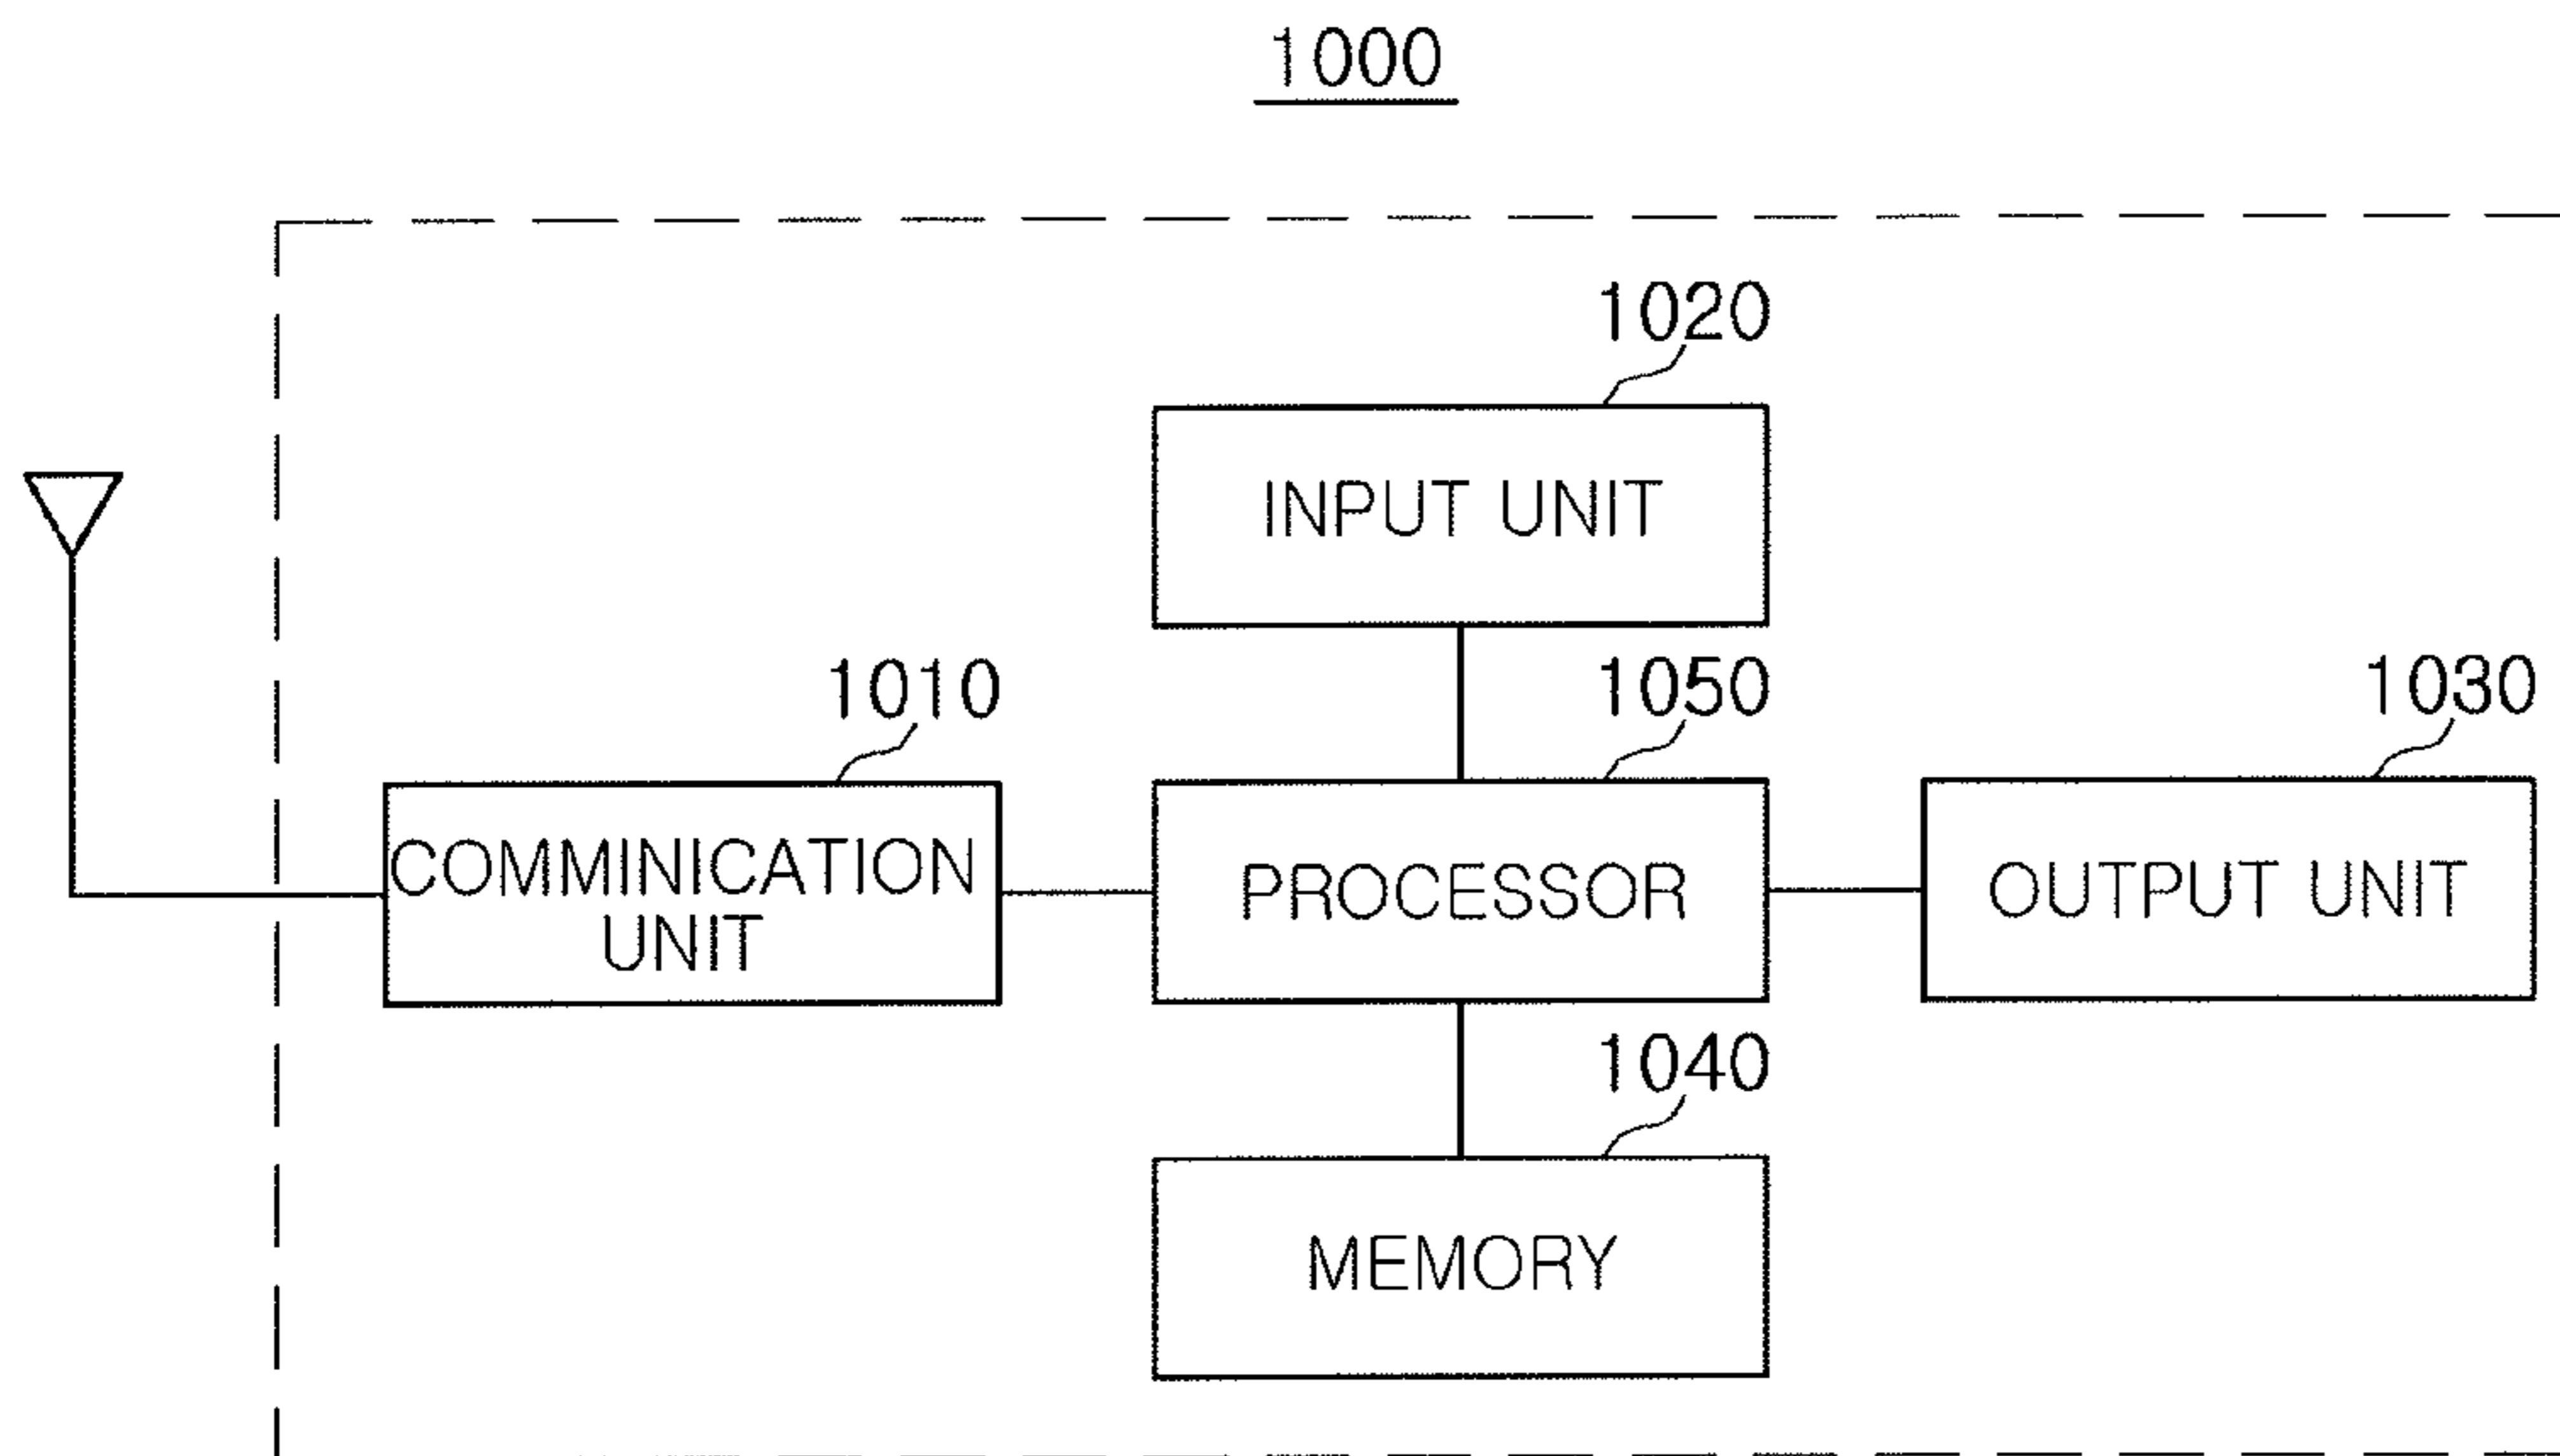 1000
1020
INPUT UNIT
1010
1050
1030
COMMINICATION
UNIT
PROCESSOR
OUTPUT UNIT
1040
MEMORY